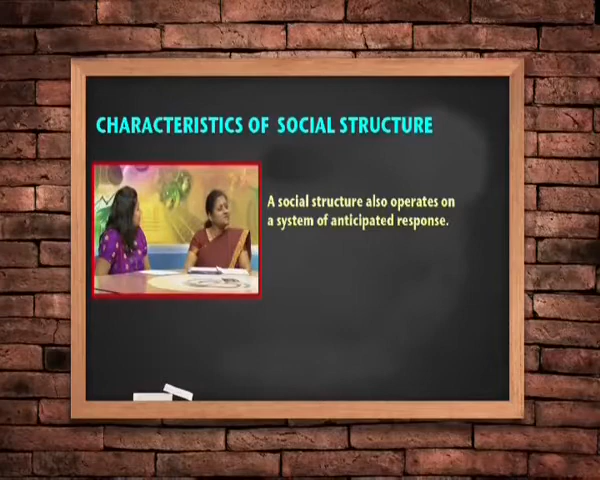 CHARACTERISTICS OF SOCIAL STRUCTURE
A social structure also operates on
a system of anticipated response.